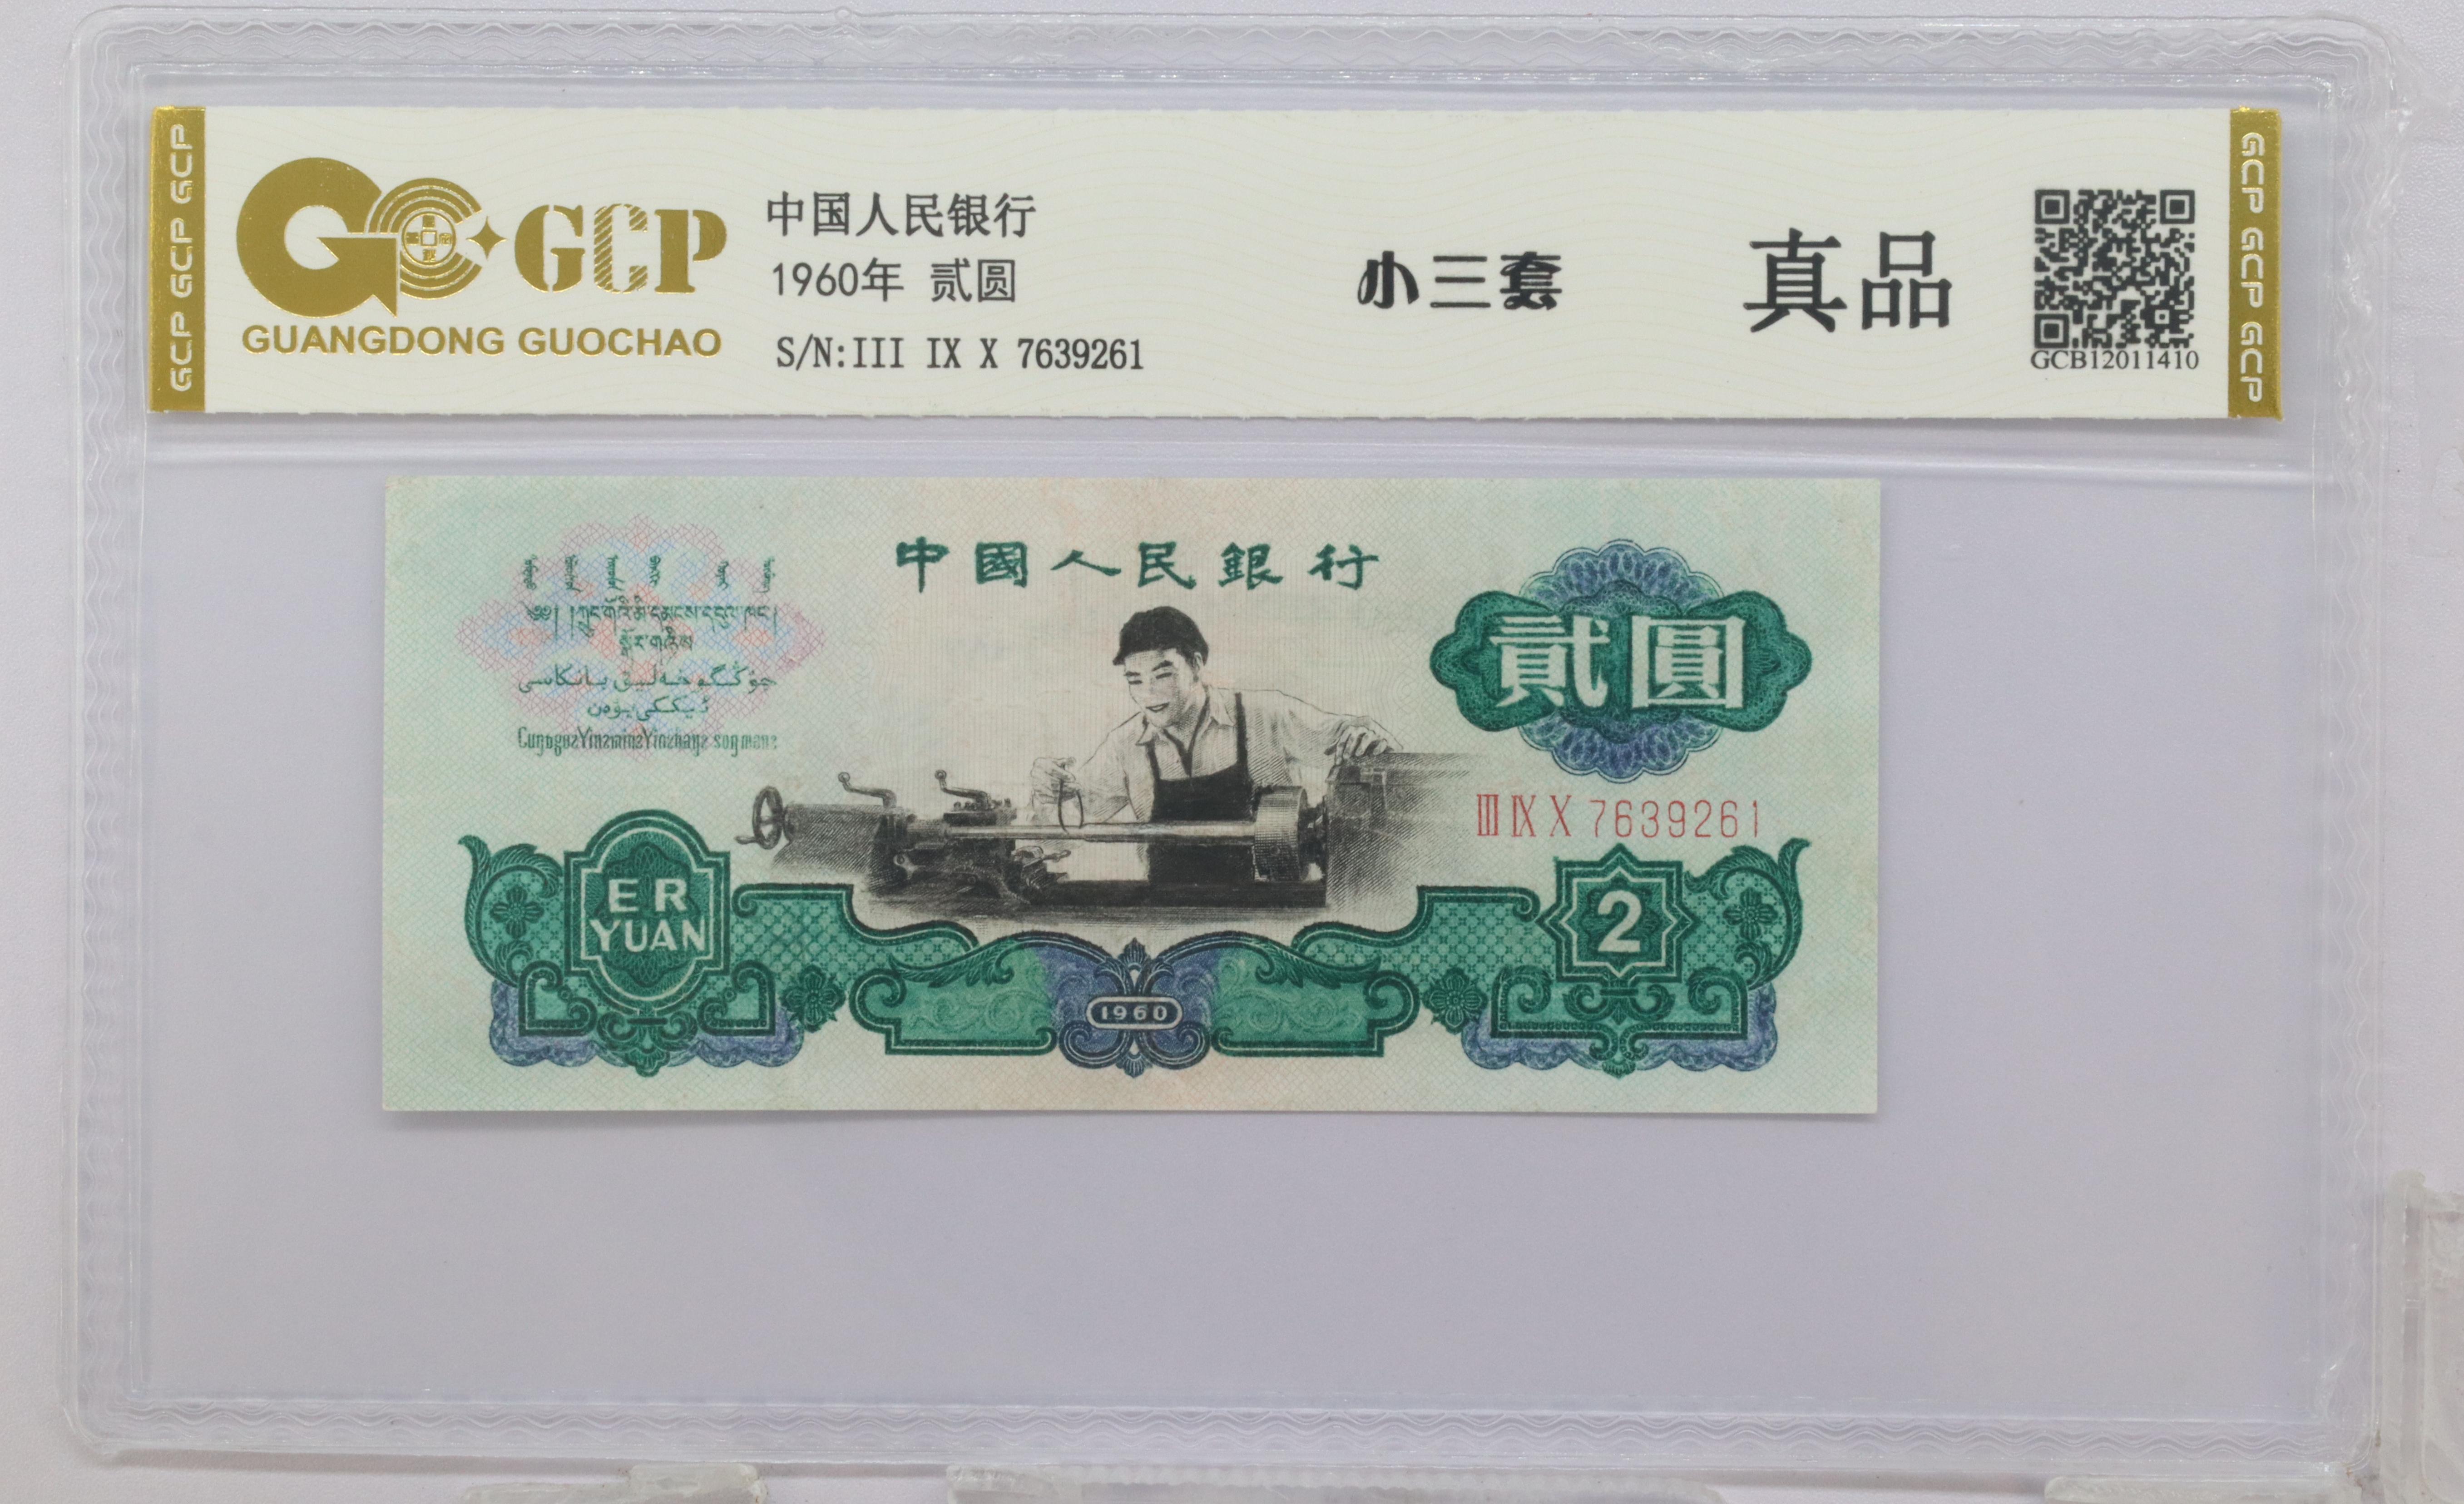 GCP GCP GCP
GCP
GUANGDONG GUOCHAO
中国人民银行
1960年 贰圆
S/N:III IX X 7639261
小三套
真品
GCB12011410
GCP GCP GCP
中國人民銀行
貳圓
III IX X 7639261
ER
YUAN
1960
2